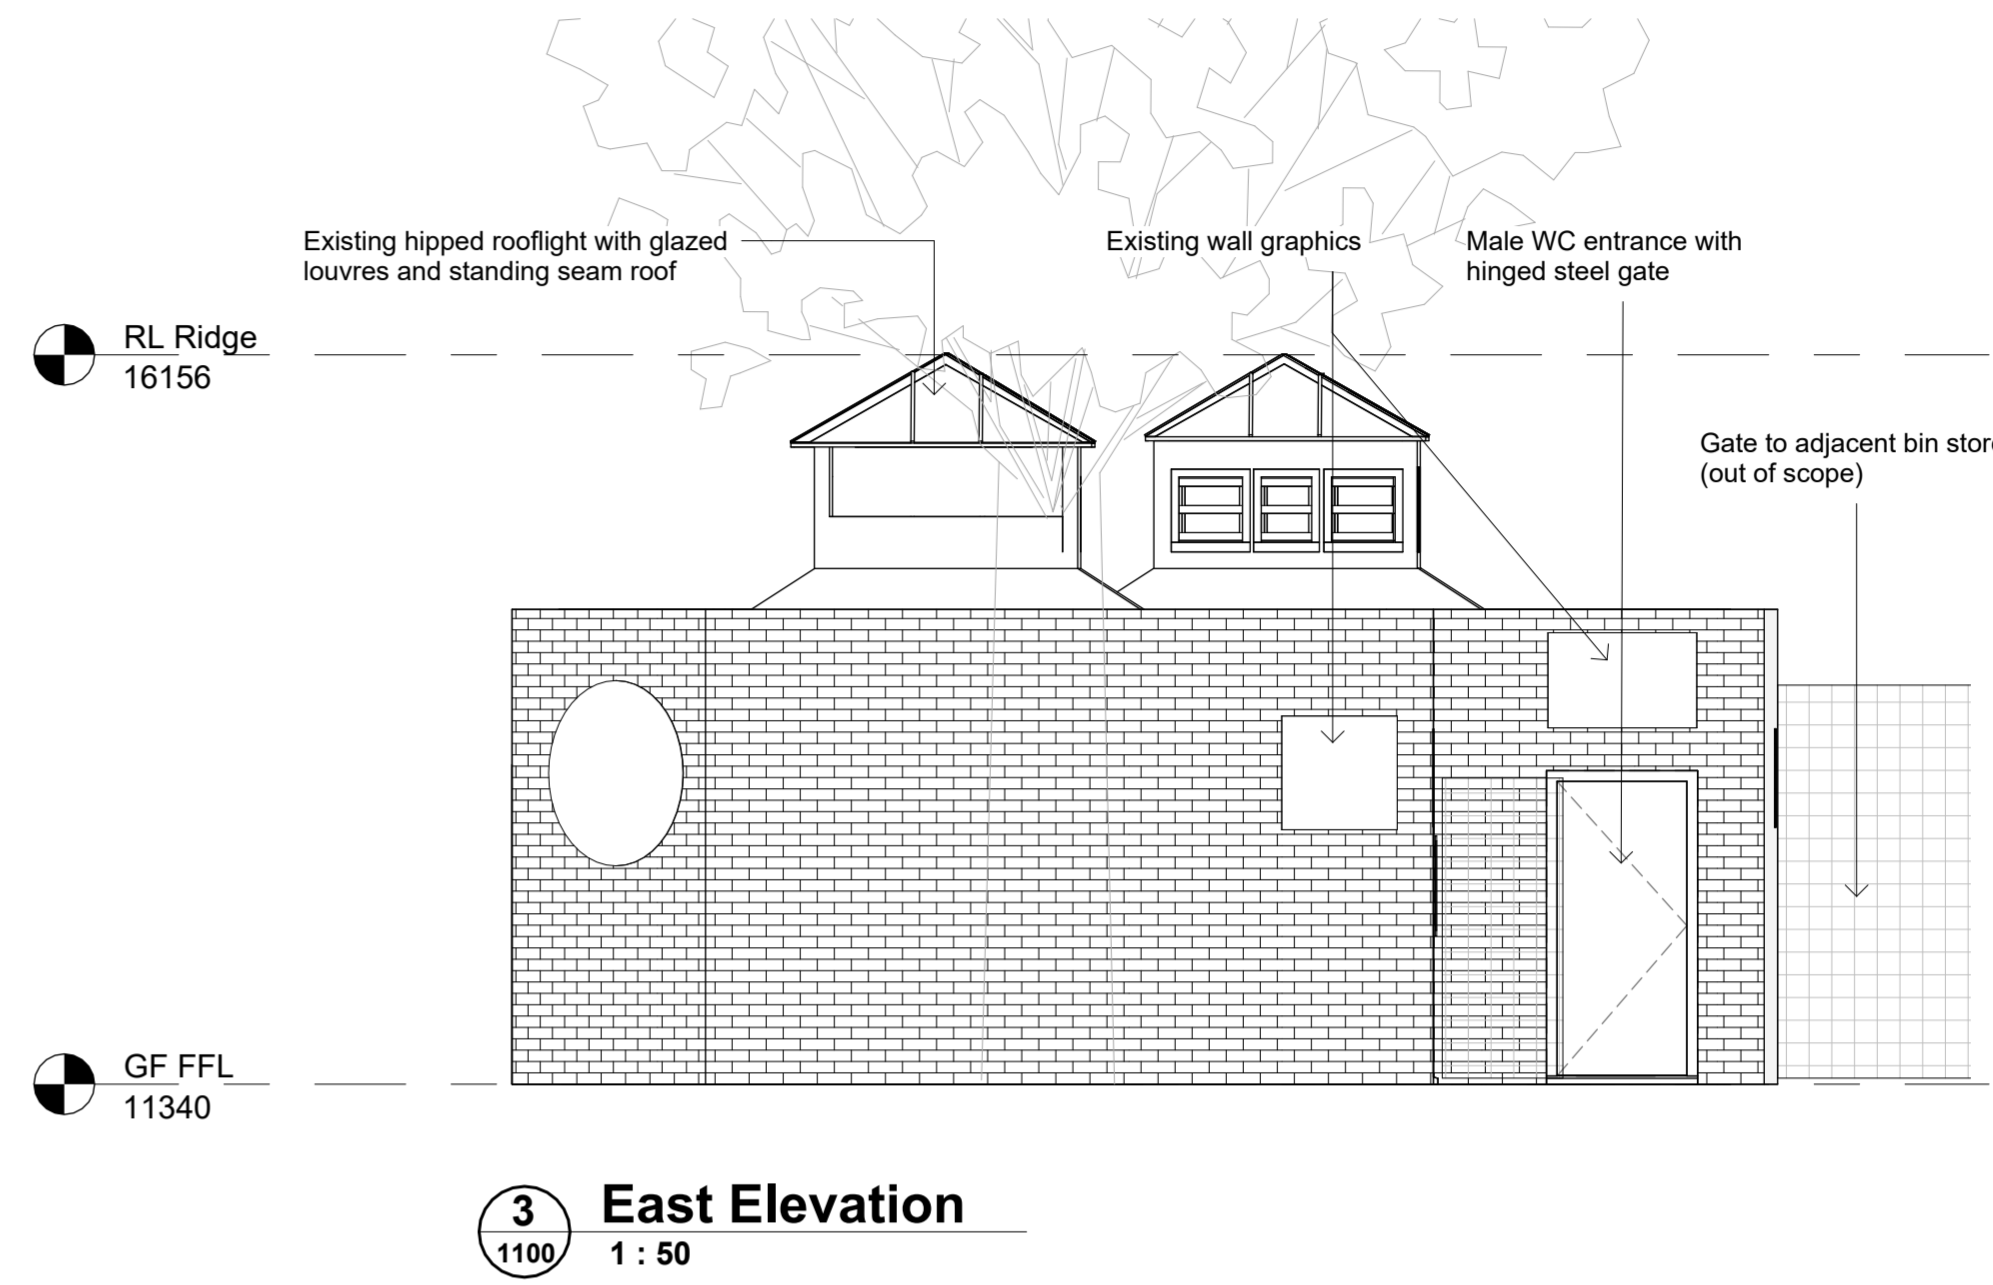 Existing hipped rooflight with glazed
louvres and standing seam roof
Existing wall graphics
Male WC entrance with
hinged steel gate
RL Ridge
16156
Gate to adjacent bin store
(out of scope)
GF FFL
11340
3
1100
East Elevation
1 : 50